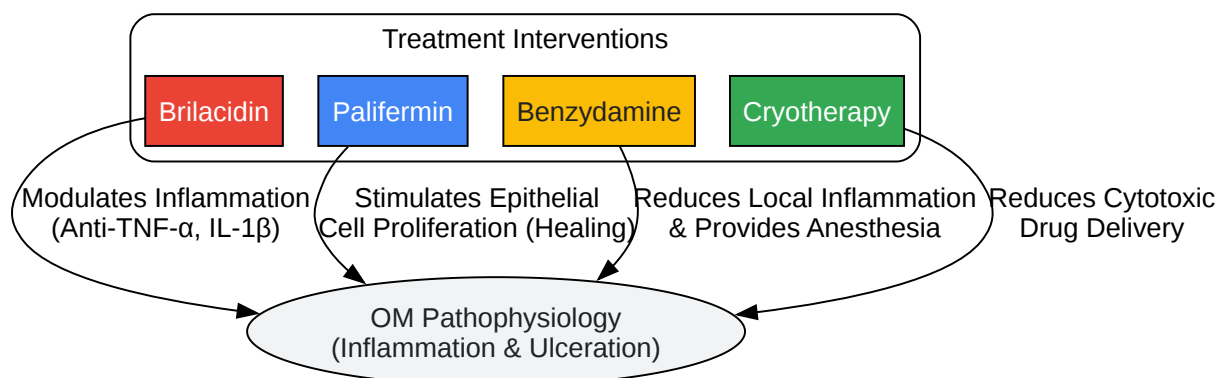 Treatment Interventions
Brilacidin
Palifermin
Benzydamine
Cryotherapy
Modulates Inflammation
(Anti-TNF-α, IL-1β)
Stimulates Epithelial
Cell Proliferation (Healing)
Reduces Local Inflammation
& Provides Anesthesia
Reduces Cytotoxic
Drug Delivery
OM Pathophysiology
(Inflammation & Ulceration)